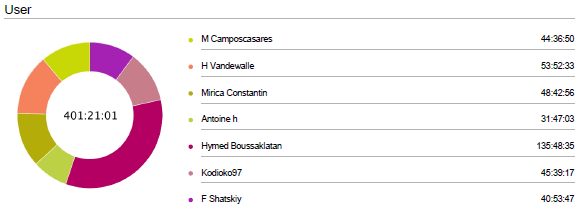 User
401:21:01
M Camposcasares 44:36:50
H Vandewalle 53:52:33
Mirica Constantin 48:42:56
Antoine h 31:47:03
Hymed Boussaklatan 135:48:35
Kodioko97 45:39:17
F Shatskiy 40:53:47